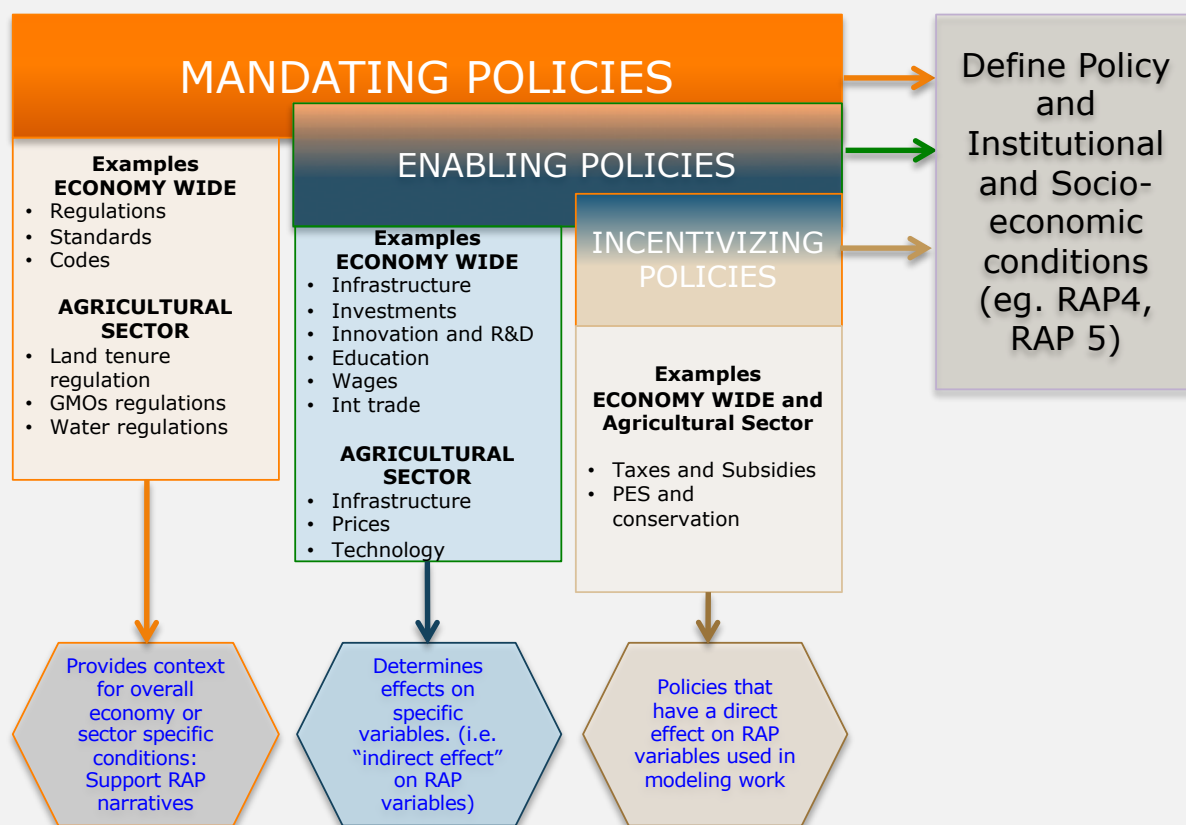 MANDATING POLICIES
Examples
ECONOMY WIDE
• Regulations
• Standards
• Codes
AGRICULTURAL
SECTOR
• Land tenure
regulation
• GMOs regulations
• Water regulations
ENABLING POLICIES
Examples
ECONOMY WIDE
• Infrastructure
• Investments
• Innovation and R&D
• Education
• Wages
• Int trade
AGRICULTURAL
SECTOR
• Infrastructure
• Prices
• Technology
INCENTIVIZING
POLICIES
Examples
ECONOMY WIDE and
Agricultural Sector
• Taxes and Subsidies
• PES and
conservation
Define Policy
and
Institutional
and Socio-
economic
conditions
(eg. RAP4,
RAP 5)
Provides context
for overall
economy or
sector specific
conditions:
Support RAP
narratives
Determines
effects on
specific
variables. (i.e.
“indirect effect”
on RAP
variables)
Policies that
have a direct
effect on RAP
variables used in
modeling work